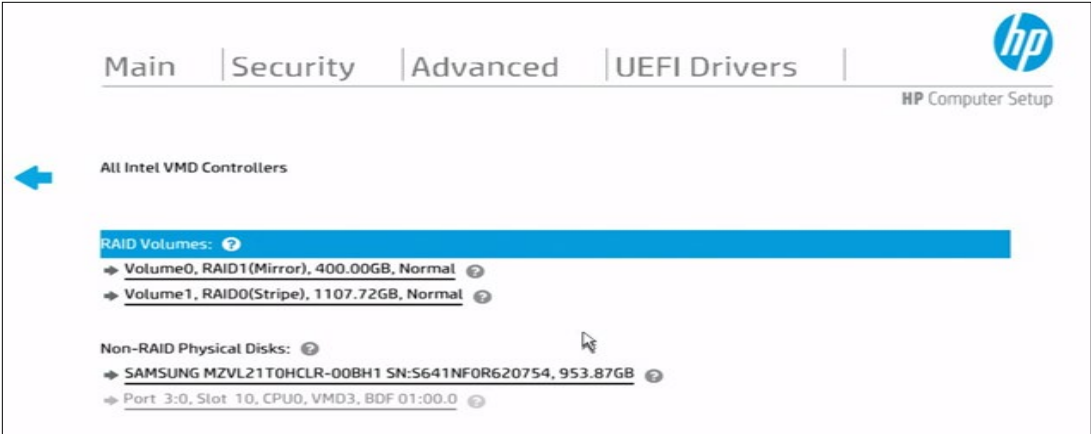 hp
Main Security Advanced UEFI Drivers
HP Computer Setup
All Intel VMD Controllers
RAID Volumes: ?
Volume0, RAID1(Mirror), 400.00GB, Normal ?
Volume1, RAID0(Stripe), 1107.72GB, Normal ?
Non-RAID Physical Disks: ?
SAMSUNG MZVL21T0HCLR-00BH1 SN:S641NF0R620754, 953.87GB ?
Port 3:0, Slot 10, CPU0, VMD3, BDF 01:00.0 ?